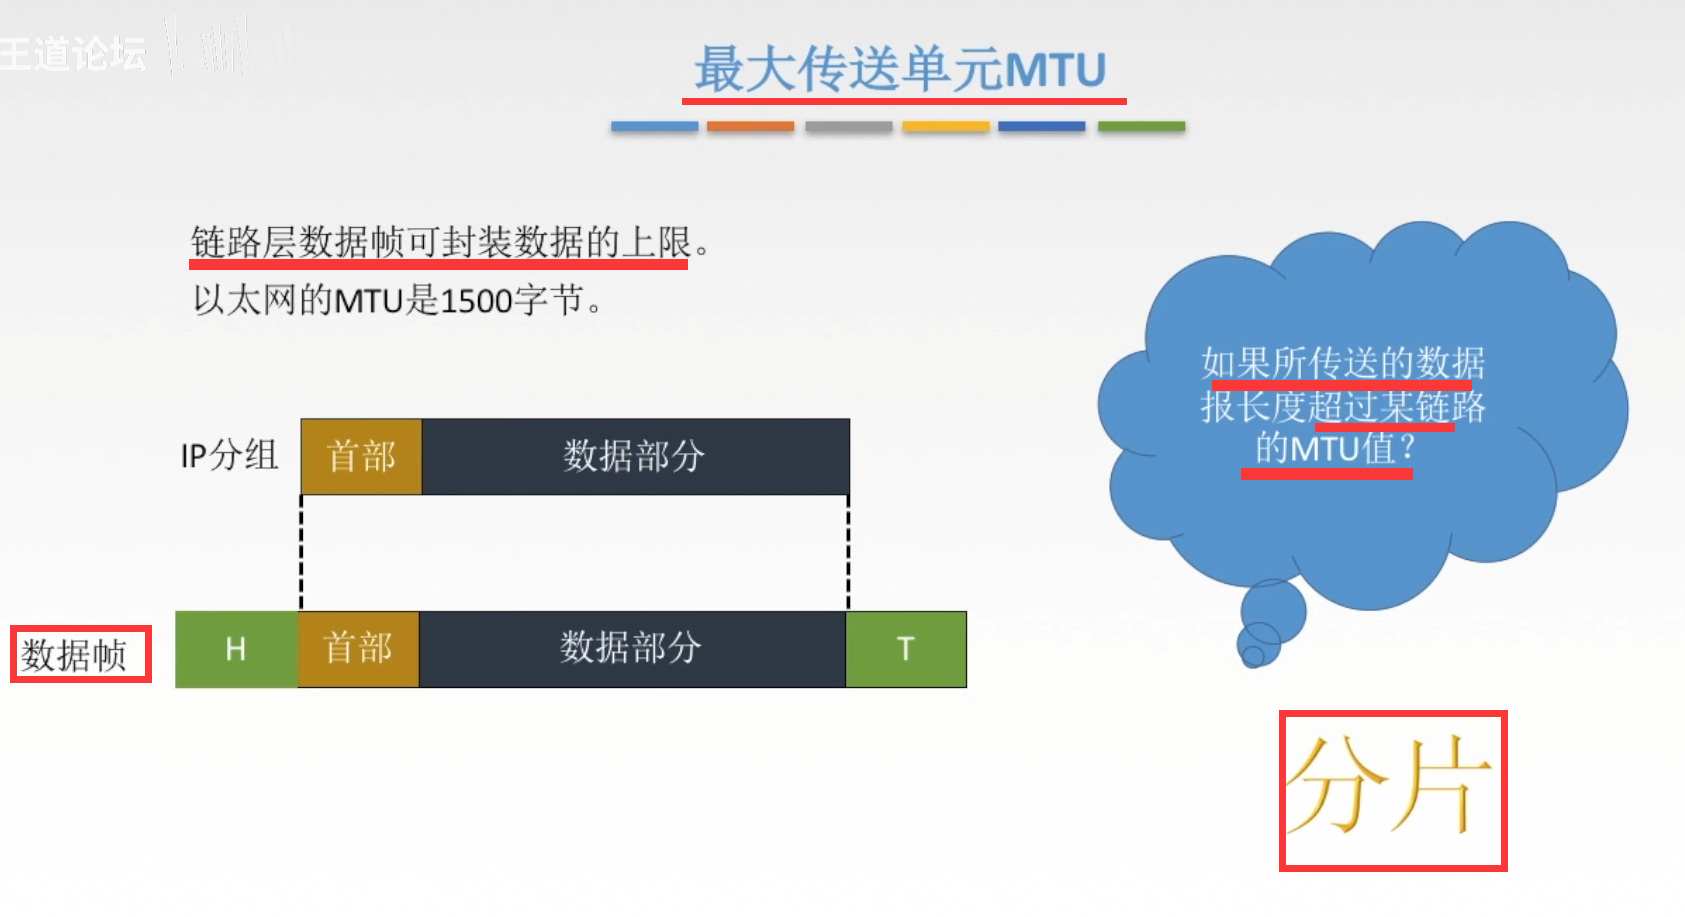 王道论坛
最大传送单元MTU
链路层数据帧可封装数据的上限。
以太网的MTU是1500字节。
如果所传送的数据
报长度超过某链路
的MTU值?
IP分组 首部 数据部分
数据帧 H 首部 数据部分 T
分片